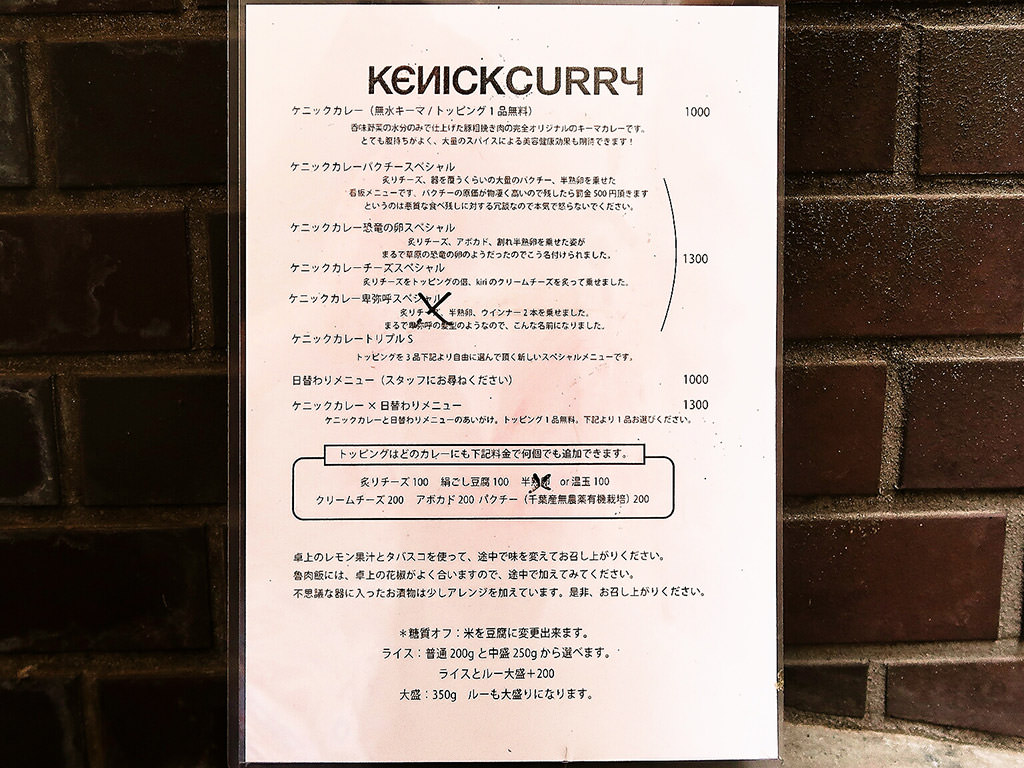 KENICKCURRY
ケニックカレー（無水キーマ / トッピング 1 品無料） 1000
香味野菜の水分のみで仕上げた豚粗挽き肉の完全オリジナルのキーマカレーです。
とても腹持ちがよく、大量のスパイスによる美容健康効果も期待できます！
ケニックカレーパクチースペシャル
炙りチーズ、器を覆うくらいの大量のパクチー、半熟卵を乗せた
看板メニューです。パクチーの原価が物凄く高いので残したら罰金 500 円頂きます
というのは悪質な食べ残しに対する冗談なので本気で怒らないでください。
ケニックカレー恐竜の卵スペシャル
炙りチーズ、アボカド、割れ半熟卵を乗せた姿が
まるで草原の恐竜の卵のようだったのでこう名付けられました。
1300
ケニックカレーチーズスペシャル
炙りチーズをトッピングの倍、kiri のクリームチーズを炙って乗せました。
ケニックカレー卑弥呼スペシャル
炙りチーズ、半熟卵、ウインナー 2 本を乗せました。
まるで卑弥呼の髪型のようなので、こんな名前になりました。
ケニックカレートリプル S
トッピングを 3 品下記より自由に選んで頂く新しいスペシャルメニューです。
日替わりメニュー（スタッフにお尋ねください） 1000
ケニックカレー × 日替わりメニュー 1300
ケニックカレーと日替わりメニューのあいがけ。トッピング 1 品無料。下記より 1 品お選びください。
トッピングはどのカレーにも下記料金で何個でも追加できます。
炙りチーズ 100 絹ごし豆腐 100 半熟卵 or 温玉 100
クリームチーズ 200 アボカド 200 パクチー（千葉産無農薬有機栽培）200
卓上のレモン果汁とタバスコを使って、途中で味を変えてお召し上がりください。
魯肉飯には、卓上の花椒がよく合いますので、途中で加えてみてください。
不思議な器に入ったお漬物は少しアレンジを加えています。是非、お召し上がりください。
＊糖質オフ：米を豆腐に変更出来ます。
ライス：普通 200g と中盛 250g から選べます。
ライスとルー大盛＋200
大盛：350g ルーも大盛りになります。